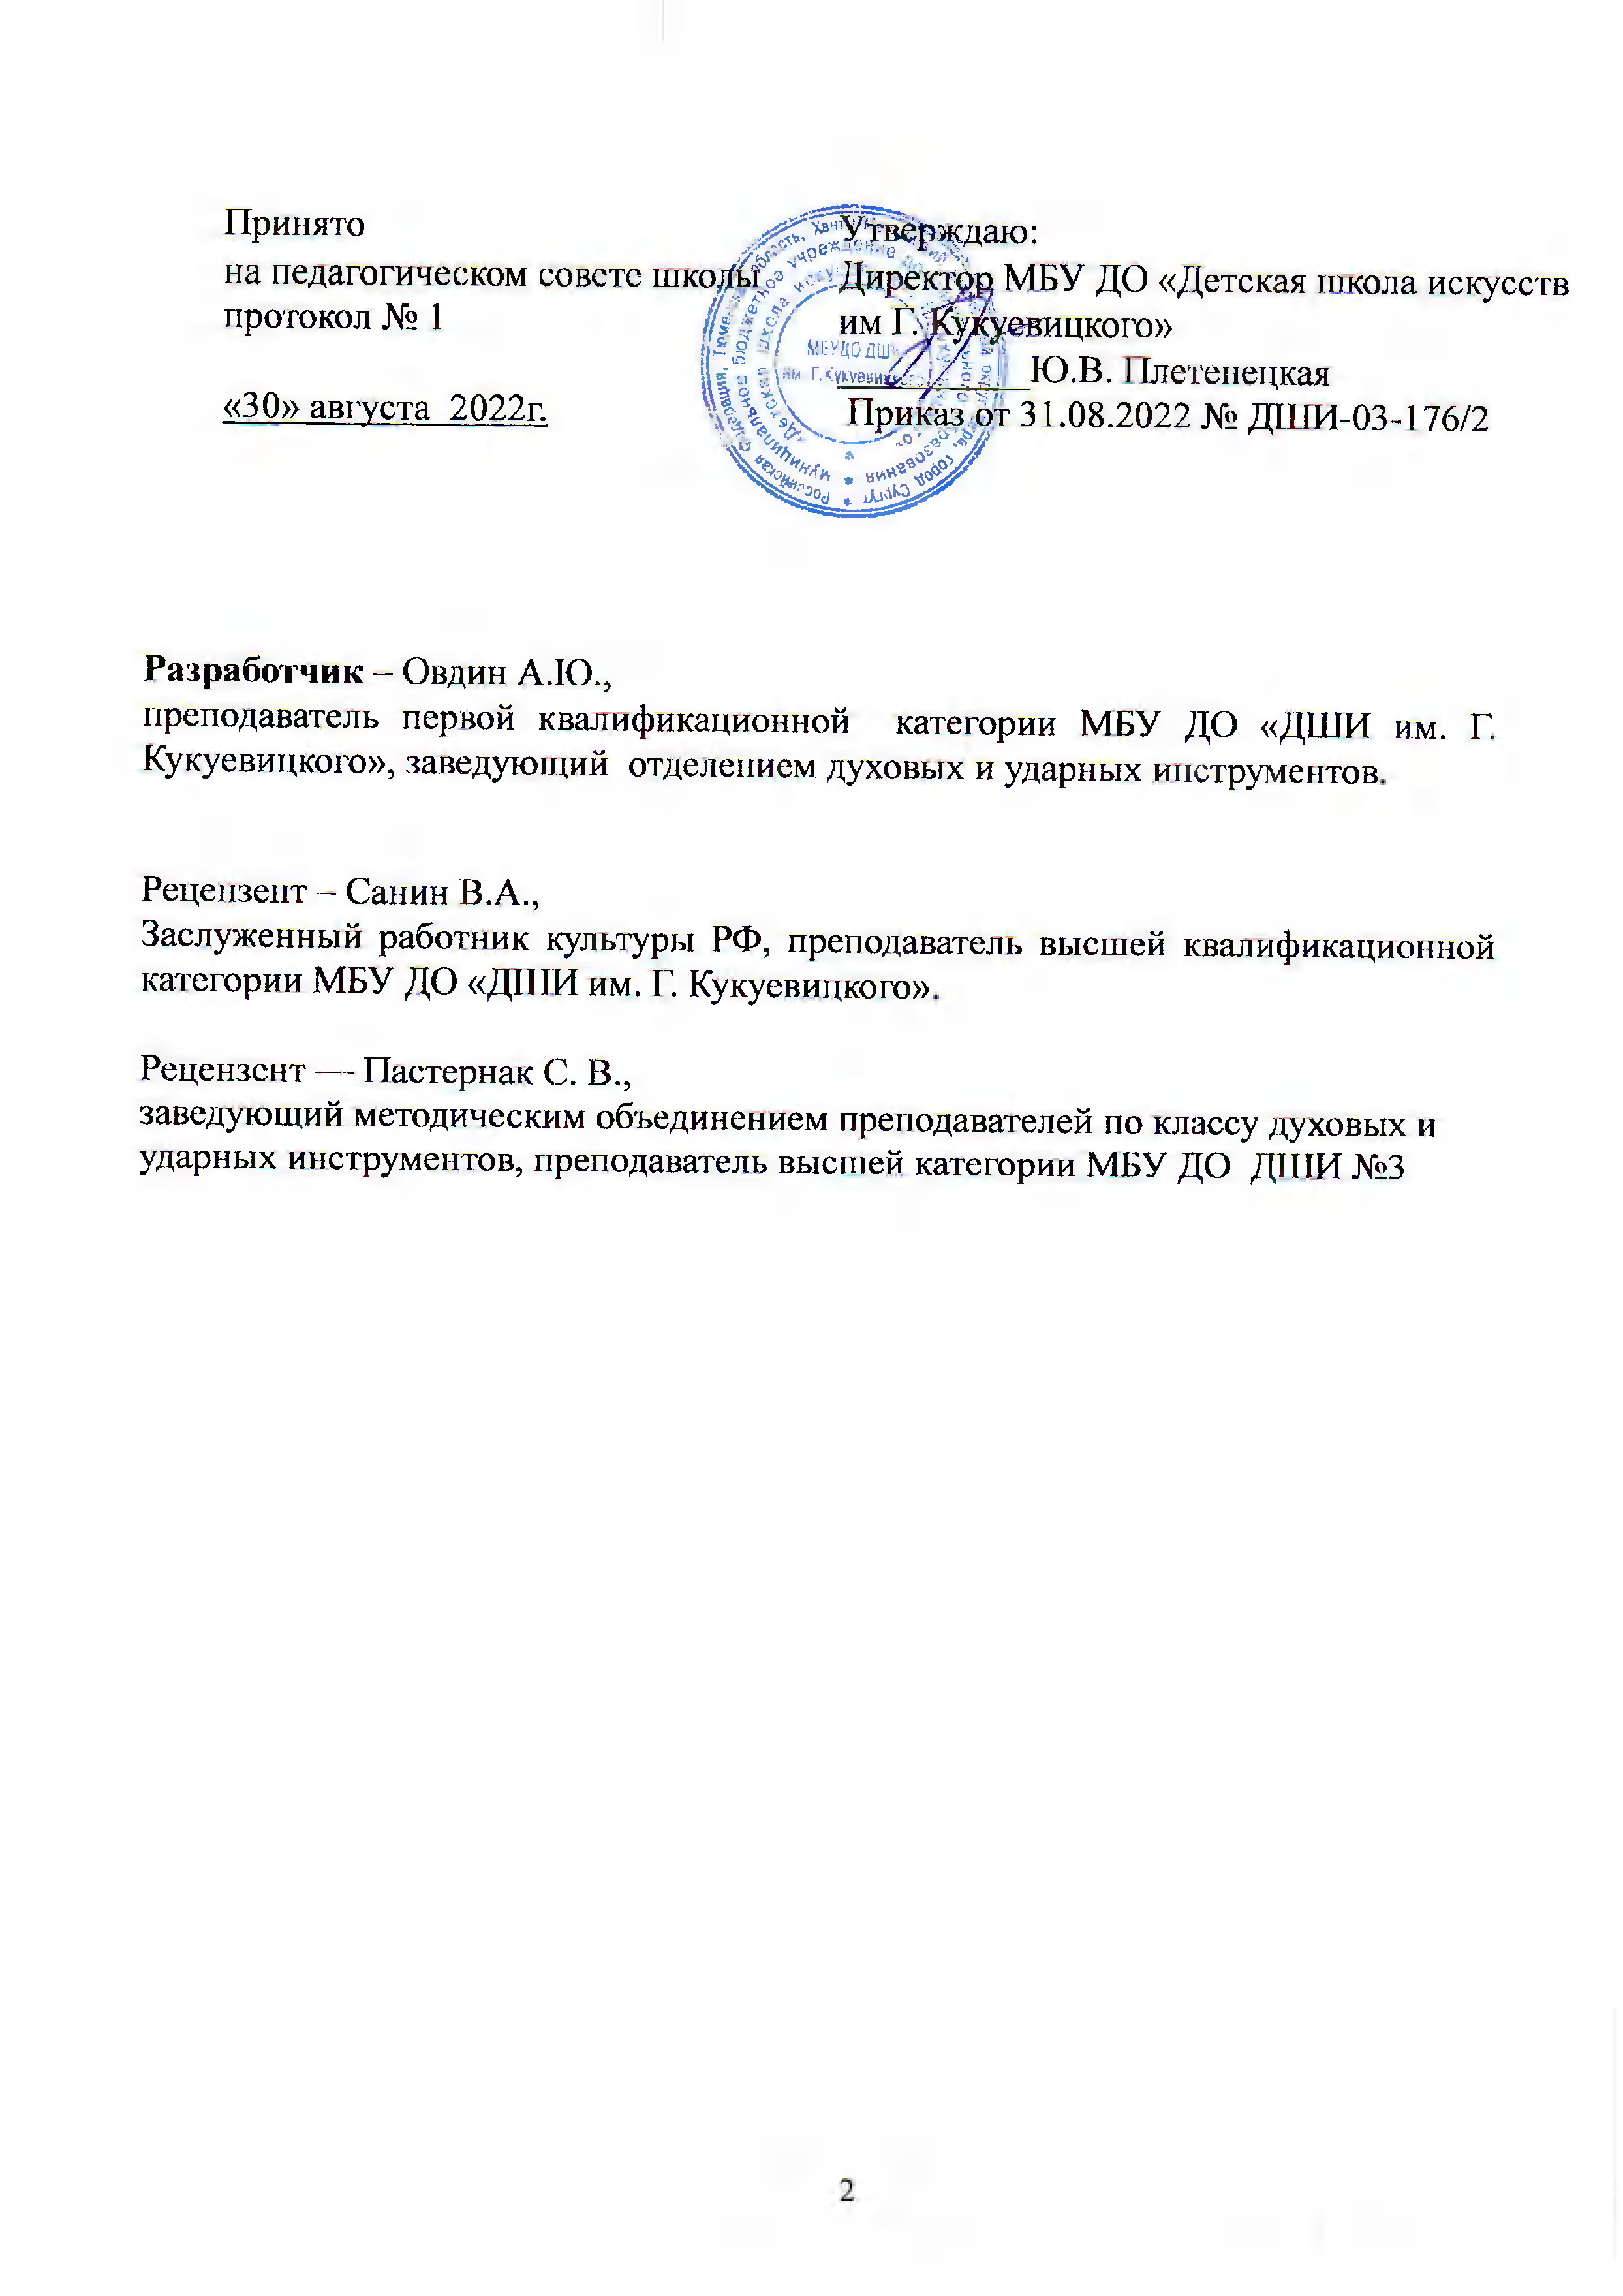 Принято
на педагогическом совете школы
протокол № 1
«30» августа 2022г.
Утверждаю:
Директор МБУ ДО «Детская школа искусств
им Г. Кукуевицкого»
Ю.В. Плетенецкая
Приказ от 31.08.2022 № ДШИ-03-176/2
МБУДО ДШИ
им. Г.Кукуевицкого
Разработчик – Овдин А.Ю.,
преподаватель первой квалификационной категории МБУ ДО «ДШИ им. Г.
Кукуевицкого», заведующий отделением духовых и ударных инструментов.
Рецензент – Санин В.А.,
Заслуженный работник культуры РФ, преподаватель высшей квалификационной
категории МБУ ДО «ДШИ им. Г. Кукуевицкого».
Рецензент — Пастернак С. В.,
заведующий методическим объединением преподавателей по классу духовых и
ударных инструментов, преподаватель высшей категории МБУ ДО ДШИ №3
2